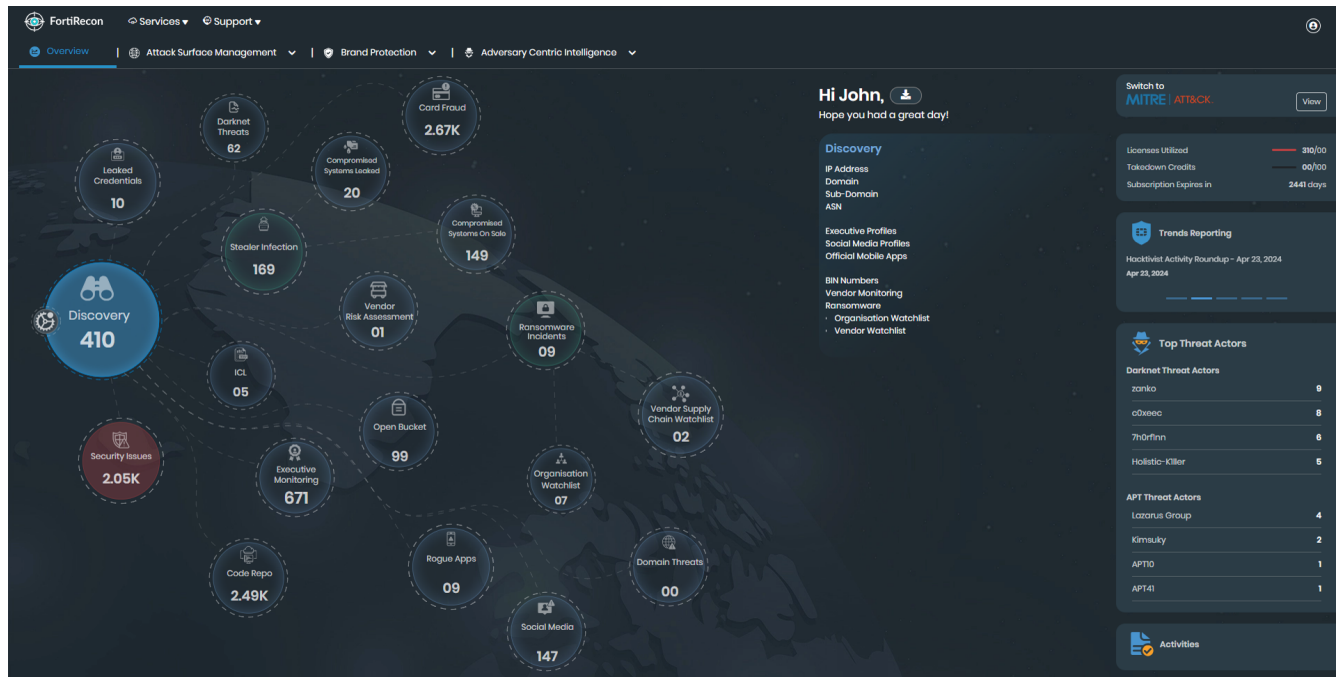 FortiRecon Services Support
Overview | Attack Surface Management | Brand Protection | Adversary Centric Intelligence
Card Fraud
2.67K
Darknet
Threats
62
Compromised
Systems Leaked
20
Leaked
Credentials
10
Compromised
Systems On Sale
149
Stealer Infection
169
Discovery
410
Vendor
Risk Assessment
01
Ransomware
Incidents
09
ICL
05
Vendor Supply
Chain Watchlist
02
Open Bucket
99
Security Issues
2.05K
Executive
Monitoring
671
Organisation
Watchlist
07
Code Repo
2.49K
Rogue Apps
09
Domain Threats
00
Social Media
147
Hi John,
Hope you had a great day!
Discovery
IP Address
Domain
Sub-Domain
ASN
Executive Profiles
Social Media Profiles
Official Mobile Apps
BIN Numbers
Vendor Monitoring
Ransomware
Organisation Watchlist
Vendor Watchlist
Switch to
MITRE | ATT&CK
View
Licenses Utilized 310/00
Takedown Credits 00/100
Subscription Expires in 2441 days
Trends Reporting
Hacktivist Activity Roundup - Apr 23, 2024
Apr 23, 2024
Top Threat Actors
Darknet Threat Actors
zanko 9
c0xeec 8
7h0rf1nn 6
Holistic-K1ller 5
APT Threat Actors
Lazarus Group 4
Kimsuky 2
APT10 1
APT41 1
Activities